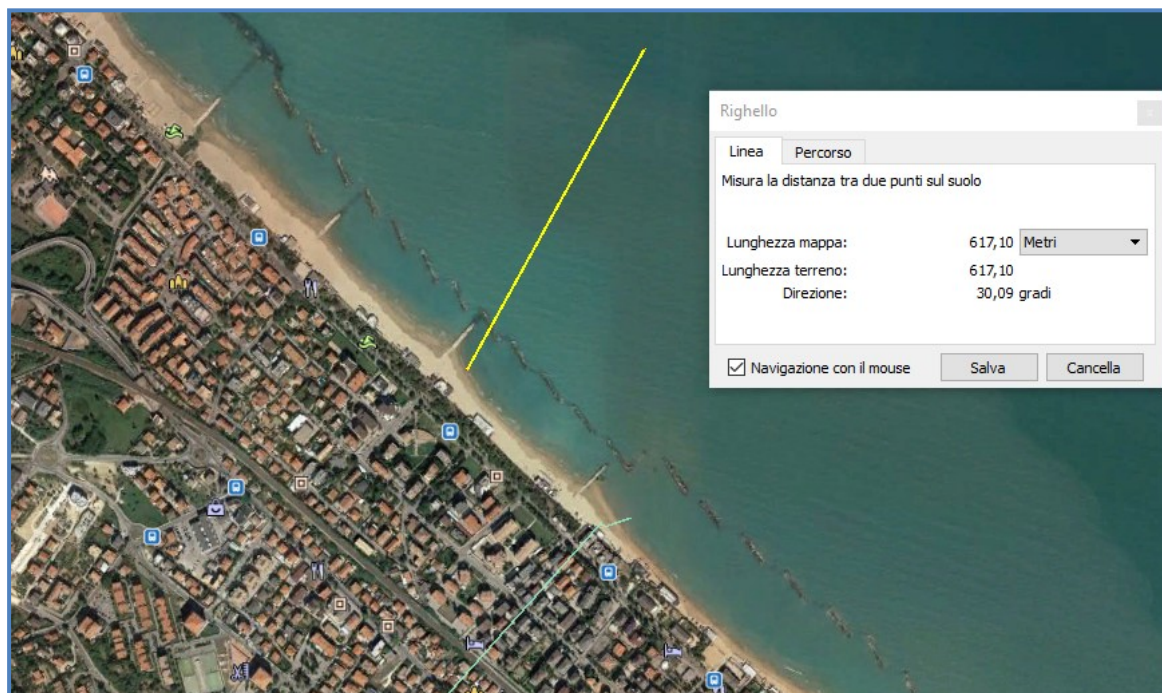 Righello
Linea Percorso
Misura la distanza tra due punti sul suolo
Lunghezza mappa: 617,10 Metri
Lunghezza terreno: 617,10
Direzione: 30,09 gradi
Navigazione con il mouse Salva Cancella